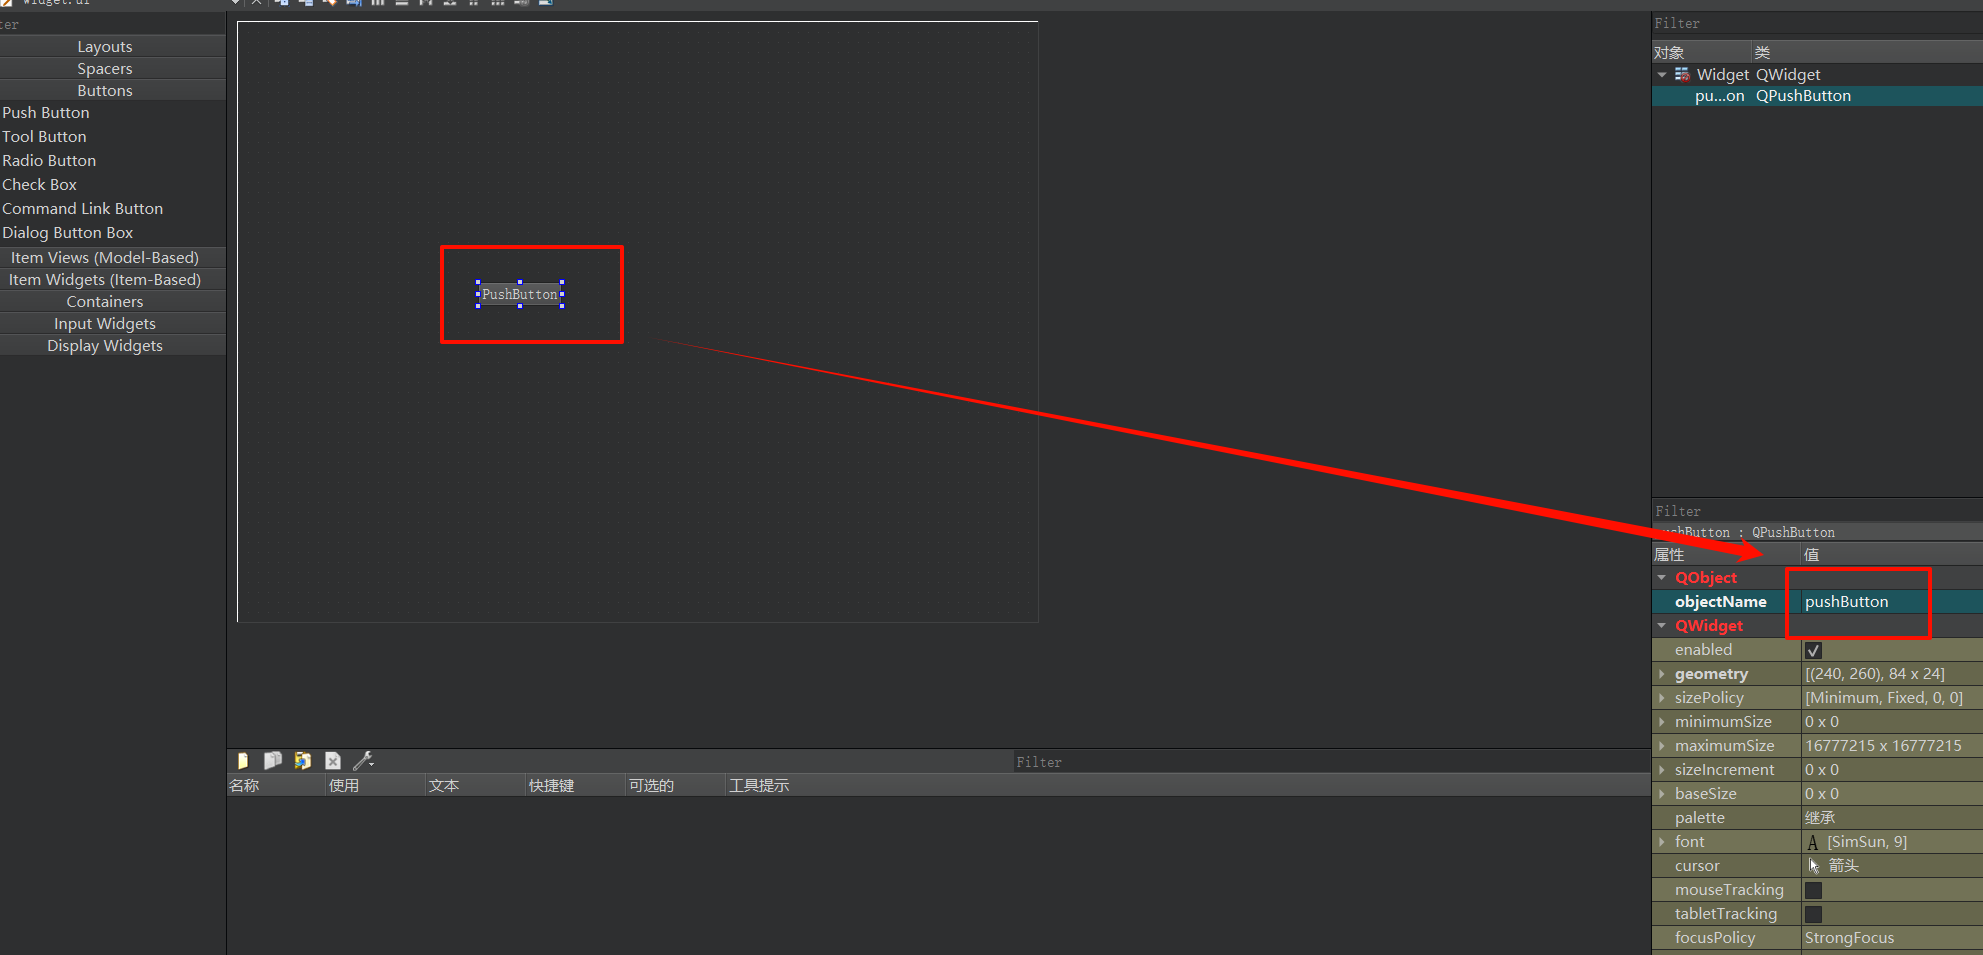 widget.ui
Layouts
Spacers
Buttons
Push Button
Tool Button
Radio Button
Check Box
Command Link Button
Dialog Button Box
Item Views (Model-Based)
Item Widgets (Item-Based)
Containers
Input Widgets
Display Widgets
PushButton
Filter
名称 使用 文本 快捷键 可选的 工具提示
Filter
对象 类
Widget QWidget
pu...on QPushButton
Filter
shButton : QPushButton
属性 值
QObject
objectName pushButton
QWidget
enabled
geometry [(240, 260), 84 x 24]
sizePolicy [Minimum, Fixed, 0, 0]
minimumSize 0 x 0
maximumSize 16777215 x 16777215
sizeIncrement 0 x 0
baseSize 0 x 0
palette 继承
font A [SimSun, 9]
cursor 箭头
mouseTracking
tabletTracking
focusPolicy StrongFocus